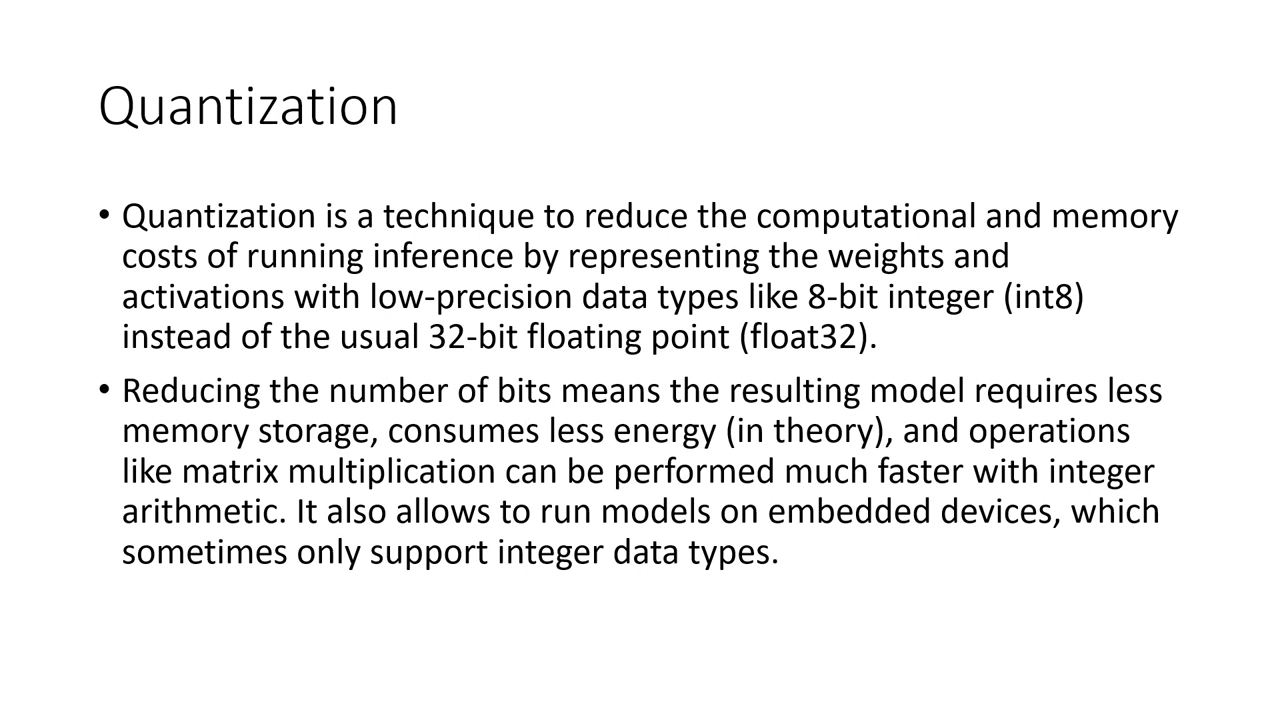 Quantization
• Quantization is a technique to reduce the computational and memory
costs of running inference by representing the weights and
activations with low-precision data types like 8-bit integer (int8)
instead of the usual 32-bit floating point (float32).
• Reducing the number of bits means the resulting model requires less
memory storage, consumes less energy (in theory), and operations
like matrix multiplication can be performed much faster with integer
arithmetic. It also allows to run models on embedded devices, which
sometimes only support integer data types.